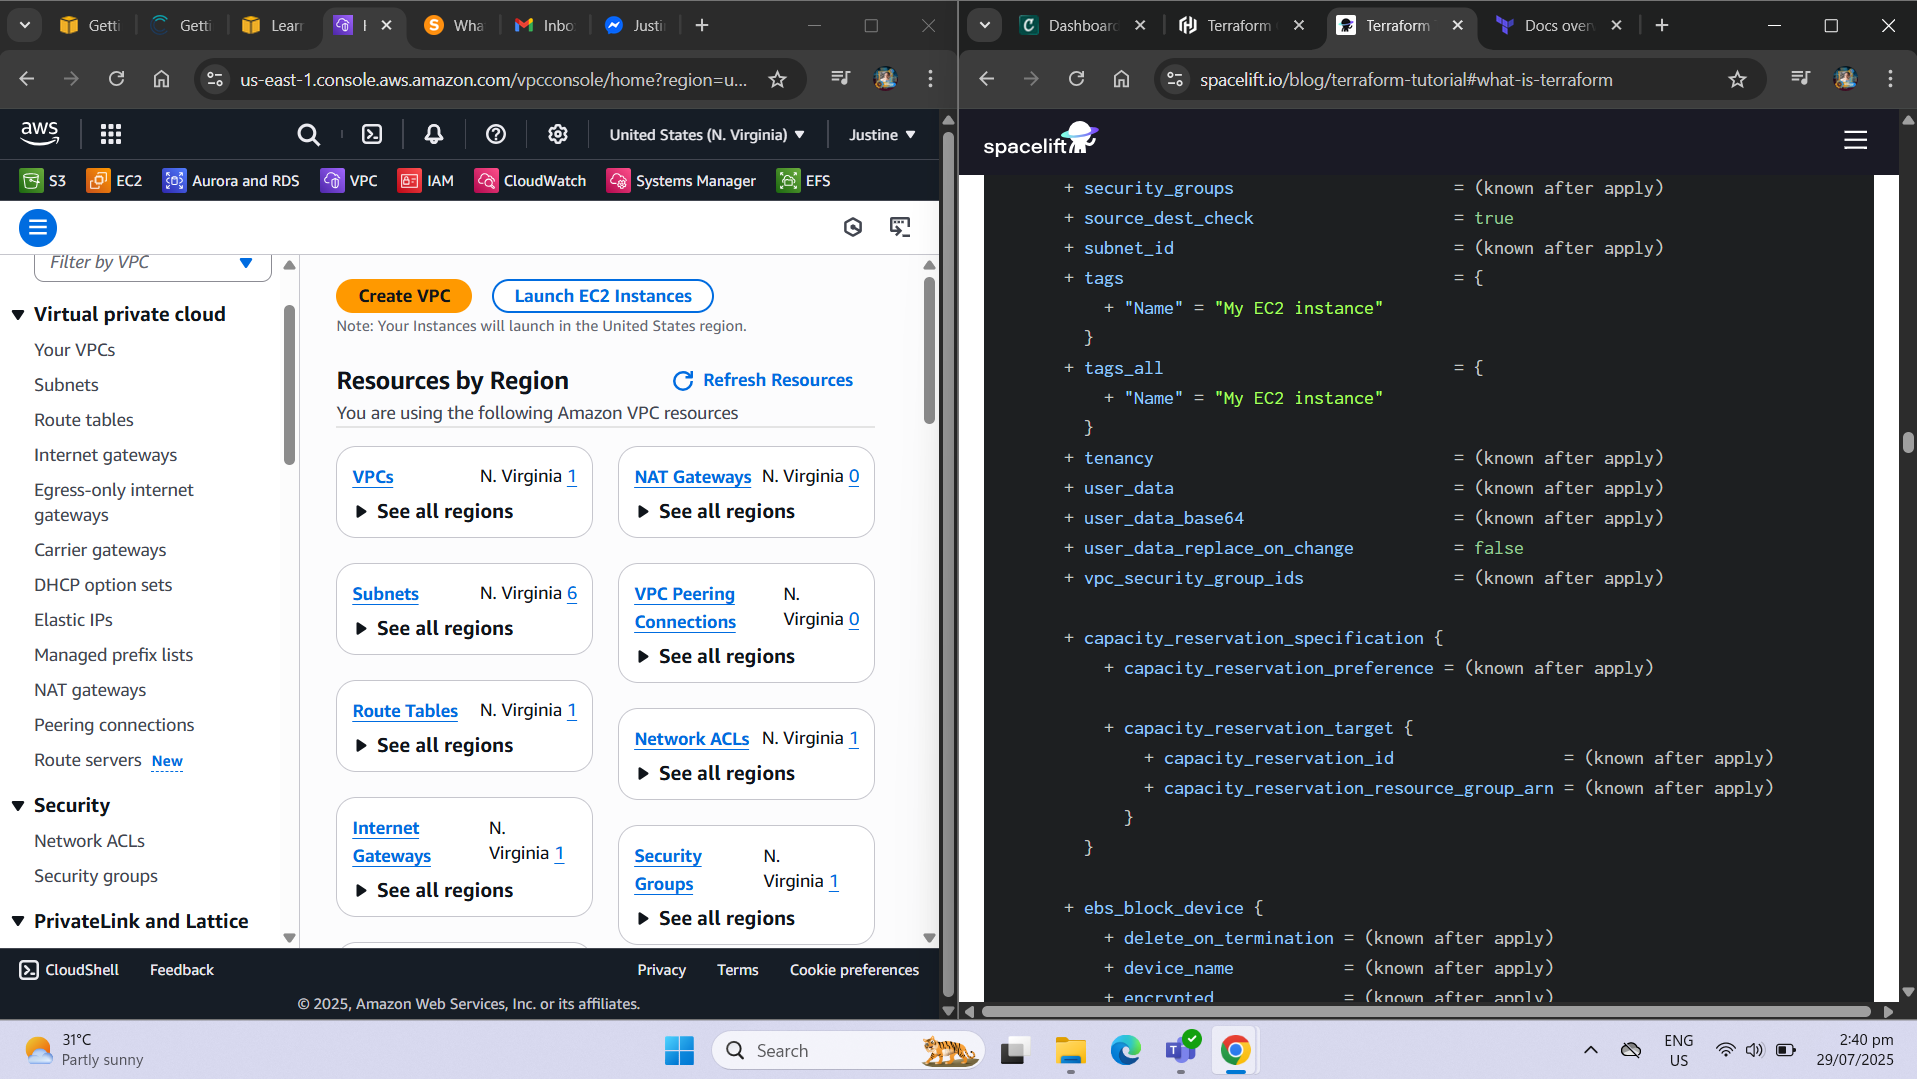 Getti
Getti
Learn
Wha
Inbo
Justin
us-east-1.console.aws.amazon.com/vpcconsole/home?region=u...
aws
United States (N. Virginia)
Justine
S3
EC2
Aurora and RDS
VPC
IAM
CloudWatch
Systems Manager
EFS
Filter by VPC
Virtual private cloud
Your VPCs
Subnets
Route tables
Internet gateways
Egress-only internet
gateways
Carrier gateways
DHCP option sets
Elastic IPs
Managed prefix lists
NAT gateways
Peering connections
Route servers New
Security
Network ACLs
Security groups
PrivateLink and Lattice
Create VPC
Launch EC2 Instances
Note: Your Instances will launch in the United States region.
Resources by Region
Refresh Resources
You are using the following Amazon VPC resources
VPCs N. Virginia 1
See all regions
NAT Gateways N. Virginia 0
See all regions
Subnets N. Virginia 6
See all regions
VPC Peering N.
Connections Virginia 0
See all regions
Route Tables N. Virginia 1
See all regions
Network ACLs N. Virginia 1
See all regions
Internet N.
Gateways Virginia 1
See all regions
Security N.
Groups Virginia 1
See all regions
CloudShell
Feedback
Privacy
Terms
Cookie preferences
© 2025, Amazon Web Services, Inc. or its affiliates.
Dashboard
Terraform
Terraform T
Docs over
spacelift.io/blog/terraform-tutorial#what-is-terraform
spacelift
+ security_groups = (known after apply)
+ source_dest_check = true
+ subnet_id = (known after apply)
+ tags = {
+ "Name" = "My EC2 instance"
}
+ tags_all = {
+ "Name" = "My EC2 instance"
}
+ tenancy = (known after apply)
+ user_data = (known after apply)
+ user_data_base64 = (known after apply)
+ user_data_replace_on_change = false
+ vpc_security_group_ids = (known after apply)
+ capacity_reservation_specification {
+ capacity_reservation_preference = (known after apply)
+ capacity_reservation_target {
+ capacity_reservation_id = (known after apply)
+ capacity_reservation_resource_group_arn = (known after apply)
}
}
+ ebs_block_device {
+ delete_on_termination = (known after apply)
+ device_name = (known after apply)
+ encrypted = (known after apply)
31°C
Partly sunny
Search
ENG
US
2:40 pm
29/07/2025